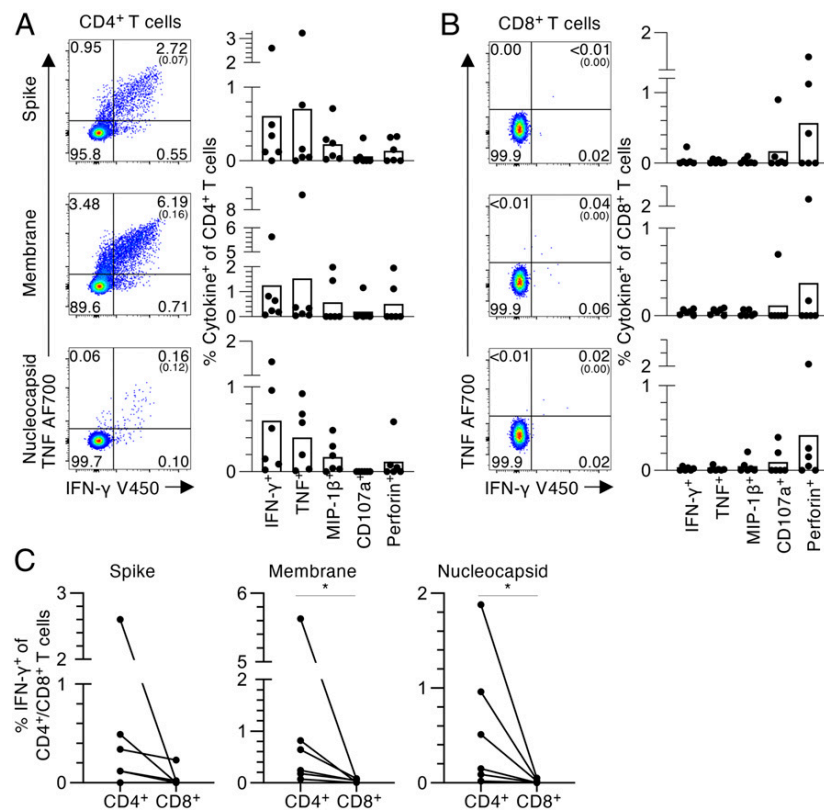 A
CD4⁺ T cells
Spike
0.95
2.72
(0.07)
95.8
0.55
3
2
1
0
Membrane
3.48
6.19
(0.16)
89.6
0.71
8
6
5
2
1
0
Nucleocapsid
0.06
0.16
(0.12)
99.7
0.10
2
1
0
TNF AF700
IFN-γ V450
% Cytokine⁺ of CD4⁺ T cells
IFN-γ⁺
TNF⁺
MIP-1β⁺
CD107a⁺
Perforin⁺
B
CD8⁺ T cells
0.00
<0.01
(0.00)
99.9
0.02
2
1
0
<0.01
0.04
(0.00)
99.9
0.06
2
1
0
<0.01
0.02
(0.00)
99.9
0.02
2
1
0
TNF AF700
IFN-γ V450
% Cytokine⁺ of CD8⁺ T cells
IFN-γ⁺
TNF⁺
MIP-1β⁺
CD107a⁺
Perforin⁺
C
% IFN-γ⁺ of
CD4⁺/CD8⁺ T cells
Spike
3
2
1
0
CD4⁺ CD8⁺
Membrane
*
6
5
1
0
CD4⁺ CD8⁺
Nucleocapsid
*
2
1
0
CD4⁺ CD8⁺